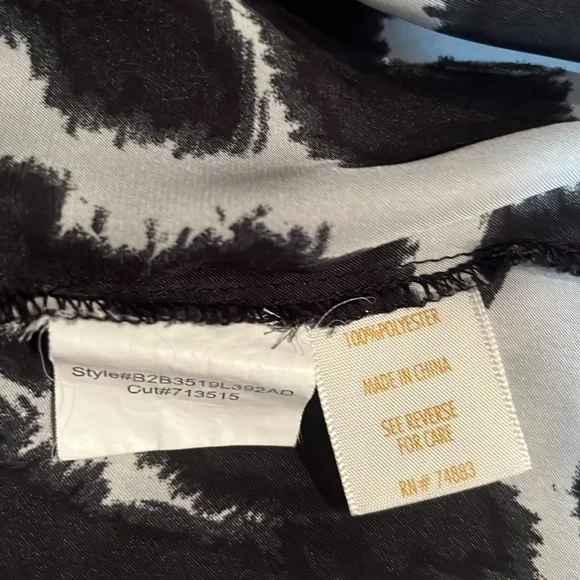 Style#B2B3519L392AD
Cut#713515
100%POLYESTER
MADE IN CHINA
SEE REVERSE
FOR CARE
RN# 74883